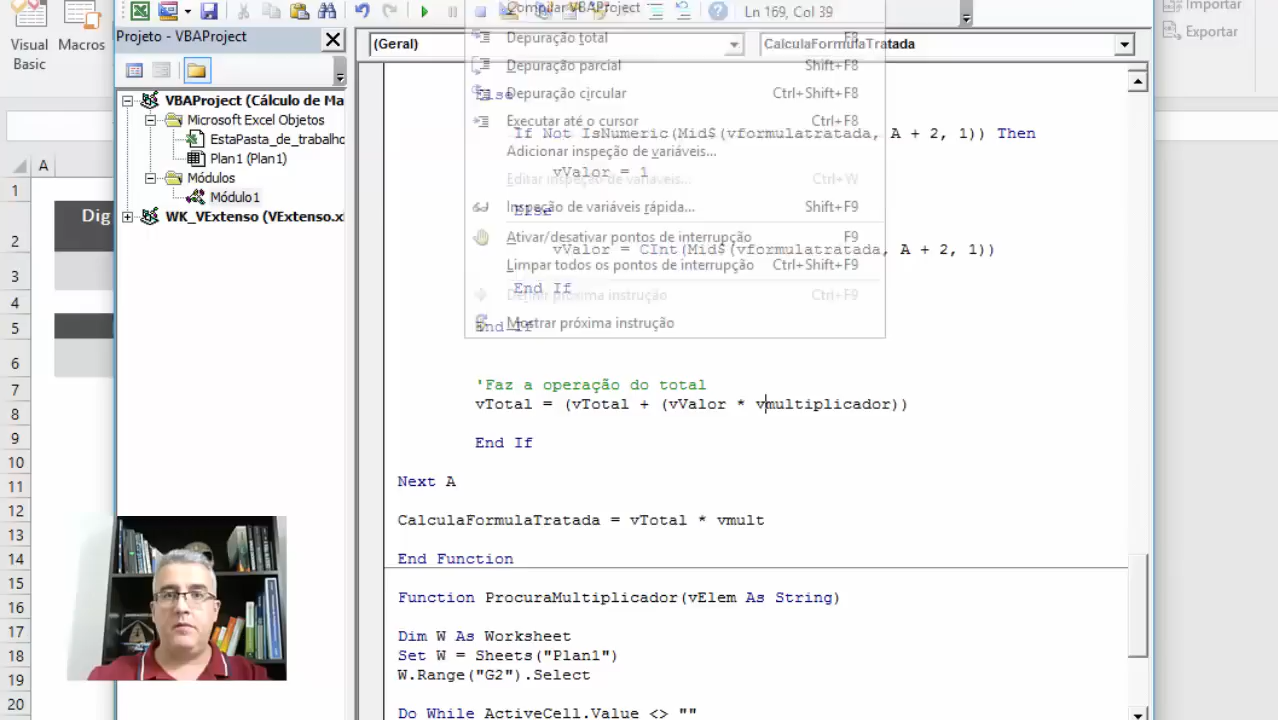 Ln 169, Col 39
Importar
Exportar
Visual
Basic
Macros
Projeto - VBAProject
(Geral)
CalculaFormulaTratada
VBAProject (Cálculo de Ma
Microsoft Excel Objetos
EstaPasta_de_trabalho
Plan1 (Plan1)
Módulos
Módulo1
WK_VExtenso (VExtenso.xl
Compilar VBAProject
Depuração total F8
Depuração parcial Shift+F8
Depuração circular Ctrl+Shift+F8
Executar até o cursor Ctrl+F8
Adicionar inspeção de variáveis...
Editar inspeção de variáveis... Ctrl+W
Inspeção de variáveis rápida... Shift+F9
Ativar/desativar pontos de interrupção F9
Limpar todos os pontos de interrupção Ctrl+Shift+F9
Definir próxima instrução Ctrl+F9
Mostrar próxima instrução
Else
If Not IsNumeric(Mid$(vformulatratada, A + 2, 1)) Then
vValor = 1
Else
vValor = CInt(Mid$(vformulatratada, A + 2, 1))
End If
End If
'Faz a operação do total
vTotal = (vTotal + (vValor * vmultiplicador))
End If
Next A
CalculaFormulaTratada = vTotal * vmult
End Function
Function ProcuraMultiplicador(vElem As String)
Dim W As Worksheet
Set W = Sheets("Plan1")
W.Range("G2").Select
Do While ActiveCell.Value <> ""
A
Dig
1
2
3
4
5
6
7
8
9
10
11
12
13
14
15
16
17
18
19
20